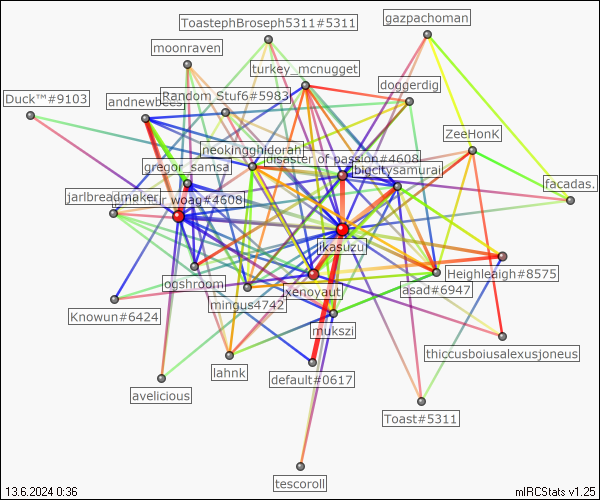 ToastephBroseph5311#5311
gazpachoman
moonraven
turkey_mcnugget
doggerdig
Duck™#9103
andnewbees
Random Stuf6#5983
ZeeHonK
neokingghidorah
disaster of passion#4608
gregor_samsa
bigcitysamurai
facadas.
jarlbreadmaker
woag#4608
ikasuzu
ogshroom
Heighleaigh#8575
jxenoyaut
asad#6947
mingus4742
Knowun#6424
mukszi
thiccusboiusalexusjoneus
lahnk
default#0617
avelicious
Toast#5311
tescoroll
13.6.2024 0:36
mIRCStats v1.25